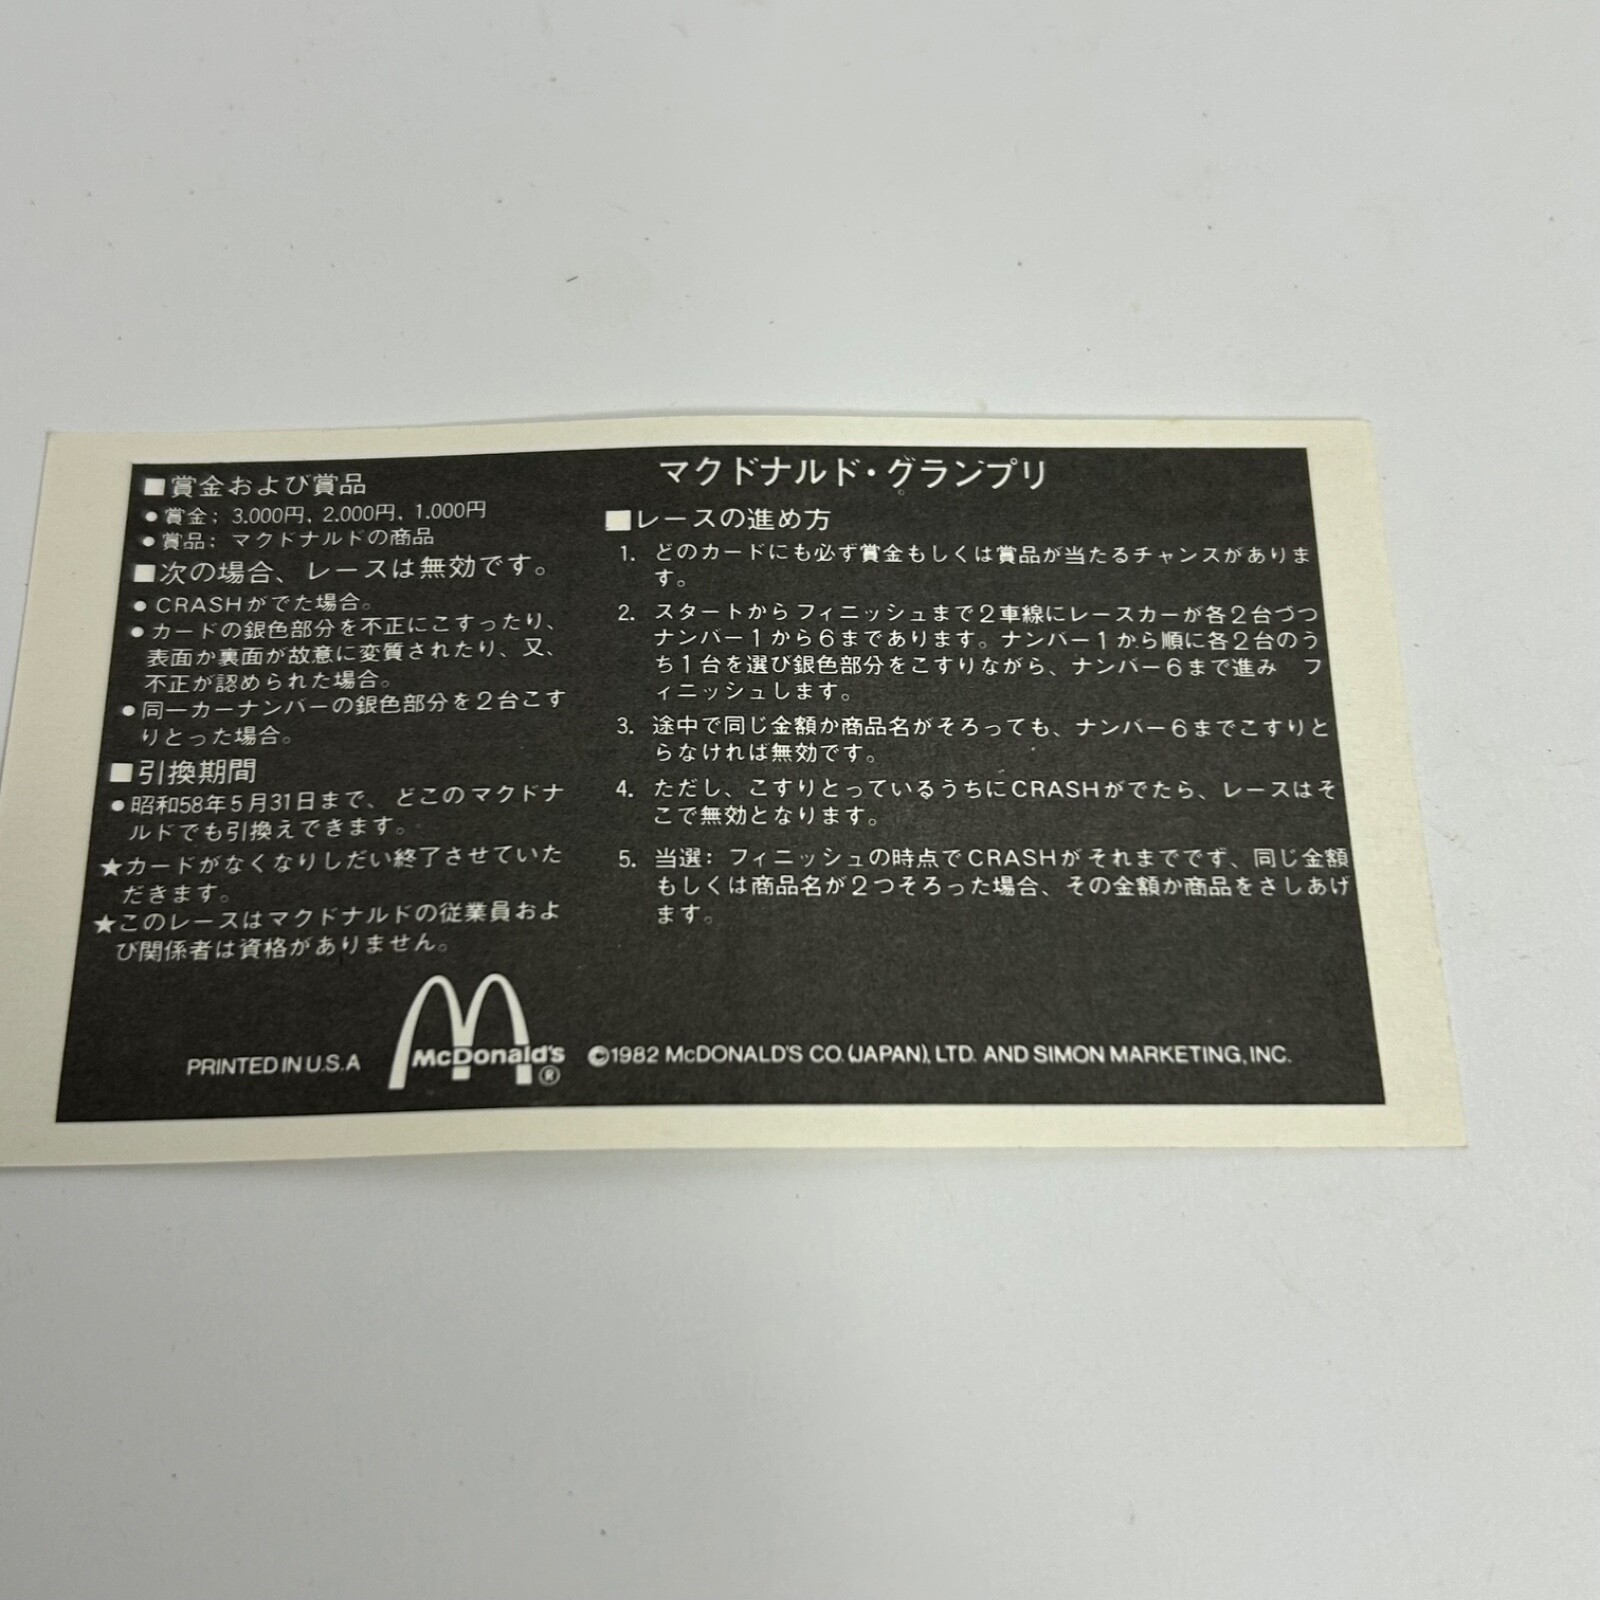 ■賞金および賞品
●賞金；3.000円, 2.000円, 1.000円
●賞品：マクドナルドの商品
■次の場合、レースは無効です。
●CRASHがでた場合。
●カードの銀色部分を不正にこすったり、
表面か裏面が故意に変質されたり、又、
不正が認められた場合。
●同一カーナンバーの銀色部分を2台こす
りとった場合。
■引換期間
●昭和58年5月31日まで、どこのマクドナ
ルドでも引換えできます。
★カードがなくなりしだい終了させていた
だきます。
★このレースはマクドナルドの従業員およ
び関係者は資格がありません。
マクドナルド・グランプリ
■レースの進め方
1. どのカードにも必ず賞金もしくは賞品が当たるチャンスがありま
す。
2. スタートからフィニッシュまで2車線にレースカーが各2台づつ
ナンバー1から6まであります。ナンバー1から順に各2台のう
ち1台を選び銀色部分をこすりながら、ナンバー6まで進み　フ
ィニッシュします。
3. 途中で同じ金額か商品名がそろっても、ナンバー6までこすりと
らなければ無効です。
4. ただし、こすりとっているうちにCRASHがでたら、レースはそ
こで無効となります。
5. 当選：フィニッシュの時点でCRASHがそれまででず、同じ金額
もしくは商品名が2つそろった場合、その金額か商品をさしあげ
ます。
PRINTED IN U.S.A
McDonald's
®
©1982 McDONALD'S CO. (JAPAN), LTD. AND SIMON MARKETING, INC.